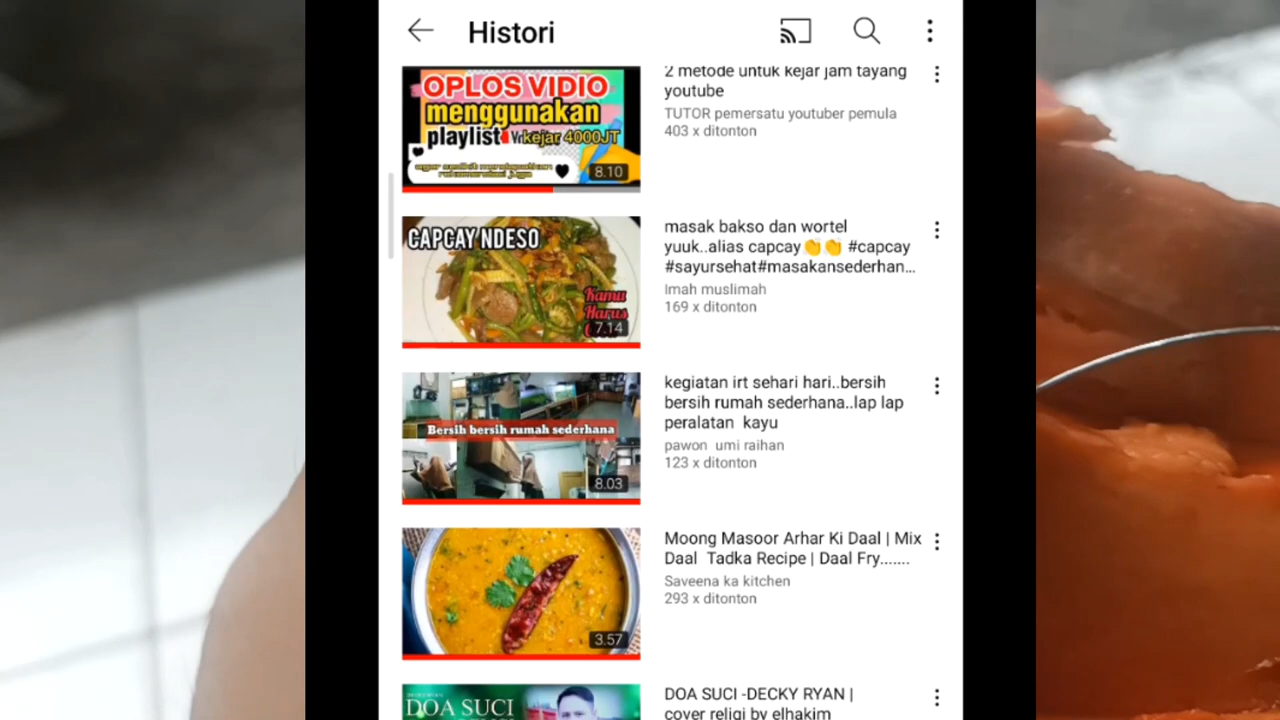 Histori
OPLOS VIDIO
menggunakan
playlist
kejar 4000JT
8.10
2 metode untuk kejar jam tayang
youtube
TUTOR pemersatu youtuber pemula
403 x ditonton
CAPCAY NDESO
Kamu
Harus
7.14
masak bakso dan wortel
yuuk..alias capcay👏👏 #capcay
#sayursehat#masakansederhan...
Imah muslimah
169 x ditonton
Bersih bersih rumah sederhana
8.03
kegiatan irt sehari hari..bersih
bersih rumah sederhana..lap lap
peralatan kayu
pawon umi raihan
123 x ditonton
3.57
Moong Masoor Arhar Ki Daal | Mix
Daal Tadka Recipe | Daal Fry.......
Saveena ka kitchen
293 x ditonton
DOA SUCI
DOA SUCI -DECKY RYAN |
cover religi by elhakim